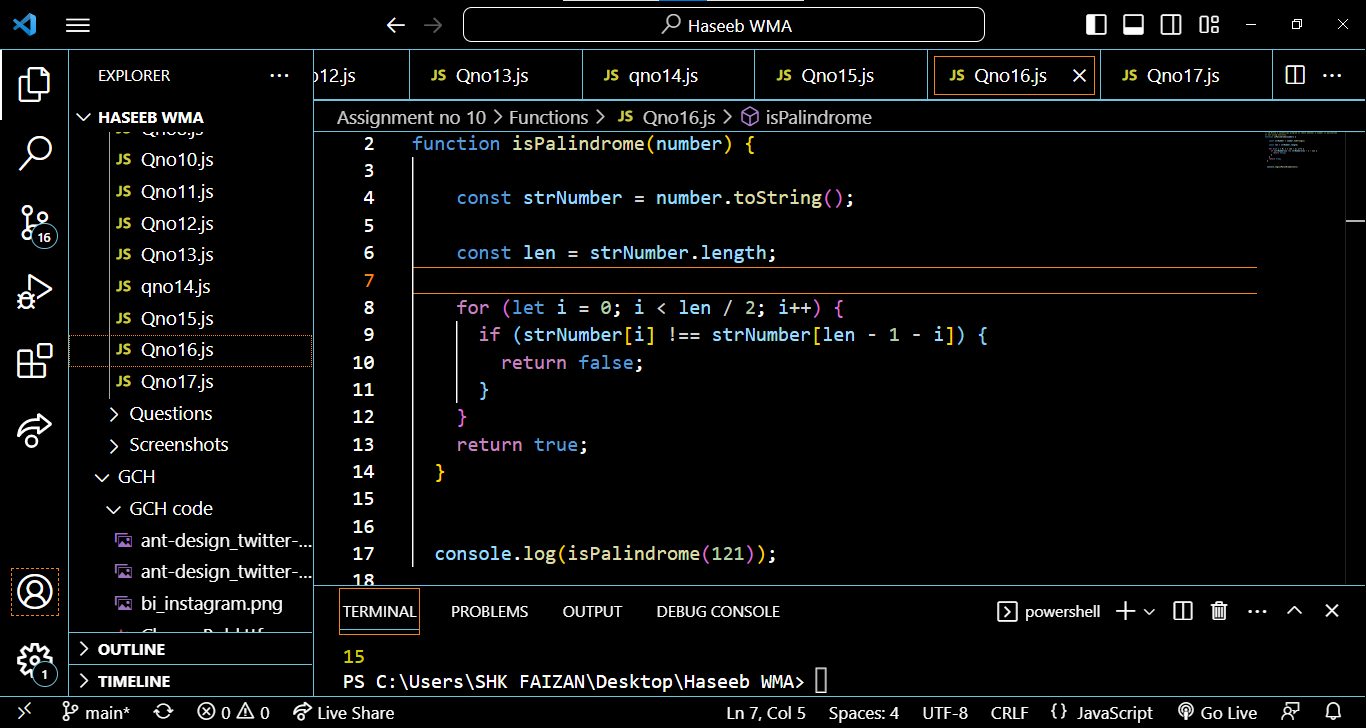 Haseeb WMA
EXPLORER
HASEEB WMA
JS Qno10.js
JS Qno11.js
JS Qno12.js
JS Qno13.js
JS qno14.js
JS Qno15.js
JS Qno16.js
JS Qno17.js
Questions
Screenshots
GCH
GCH code
ant-design_twitter-...
ant-design_twitter-...
bi_instagram.png
OUTLINE
TIMELINE
16
1
o12.js JS Qno13.js JS qno14.js JS Qno15.js JS Qno16.js JS Qno17.js
Assignment no 10 > Functions > JS Qno16.js > isPalindrome
2 function isPalindrome(number) {
3
4 const strNumber = number.toString();
5
6 const len = strNumber.length;
7
8 for (let i = 0; i < len / 2; i++) {
9 if (strNumber[i] !== strNumber[len - 1 - i]) {
10 return false;
11 }
12 }
13 return true;
14 }
15
16
17 console.log(isPalindrome(121));
18
TERMINAL PROBLEMS OUTPUT DEBUG CONSOLE powershell
15
PS C:\Users\SHK FAIZAN\Desktop\Haseeb WMA>
main* 0 0 Live Share Ln 7, Col 5 Spaces: 4 UTF-8 CRLF {} JavaScript Go Live